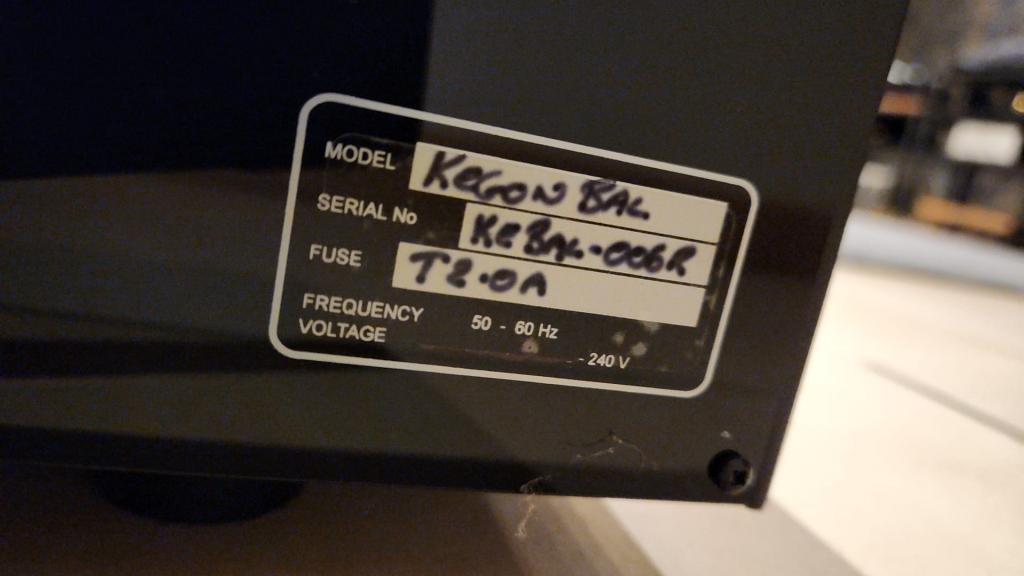 MODEL KEGON BAL
SERIAL No KEBAL-006R
FUSE T2.0A
FREQUENCY 50 - 60 Hz
VOLTAGE - 240 V